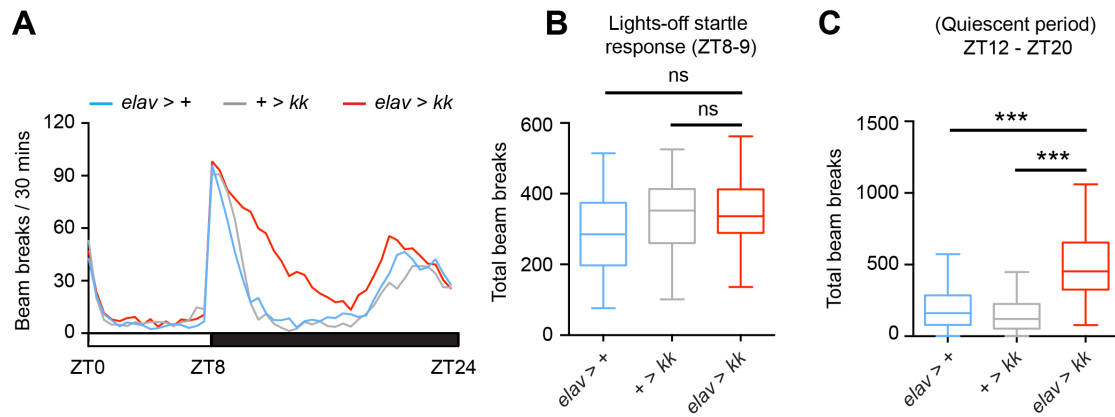 A
elav > +
+ > kk
elav > kk
Beam breaks / 30 mins
120
90
60
30
0
ZT0
ZT8
ZT24
B
Lights-off startle
response (ZT8-9)
ns
ns
Total beam breaks
600
400
200
0
elav > +
+ > kk
elav > kk
C
(Quiescent period)
ZT12 - ZT20
***
***
Total beam breaks
1500
1000
500
0
elav > +
+ > kk
elav > kk